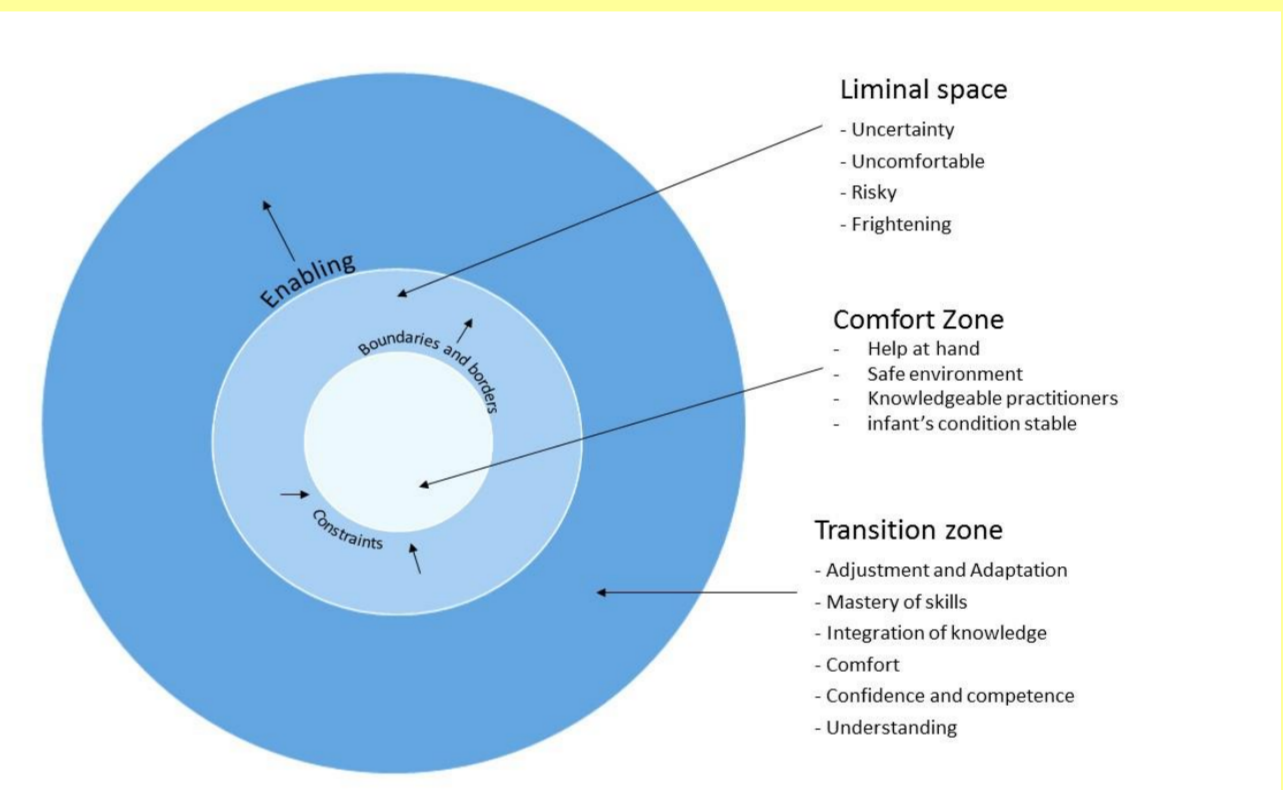 Liminal space
- Uncertainty
- Uncomfortable
- Risky
- Frightening
Enabling
Boundaries and borders
Constraints
Comfort Zone
- Help at hand
- Safe environment
- Knowledgeable practitioners
- infant's condition stable
Transition zone
- Adjustment and Adaptation
- Mastery of skills
- Integration of knowledge
- Comfort
- Confidence and competence
- Understanding